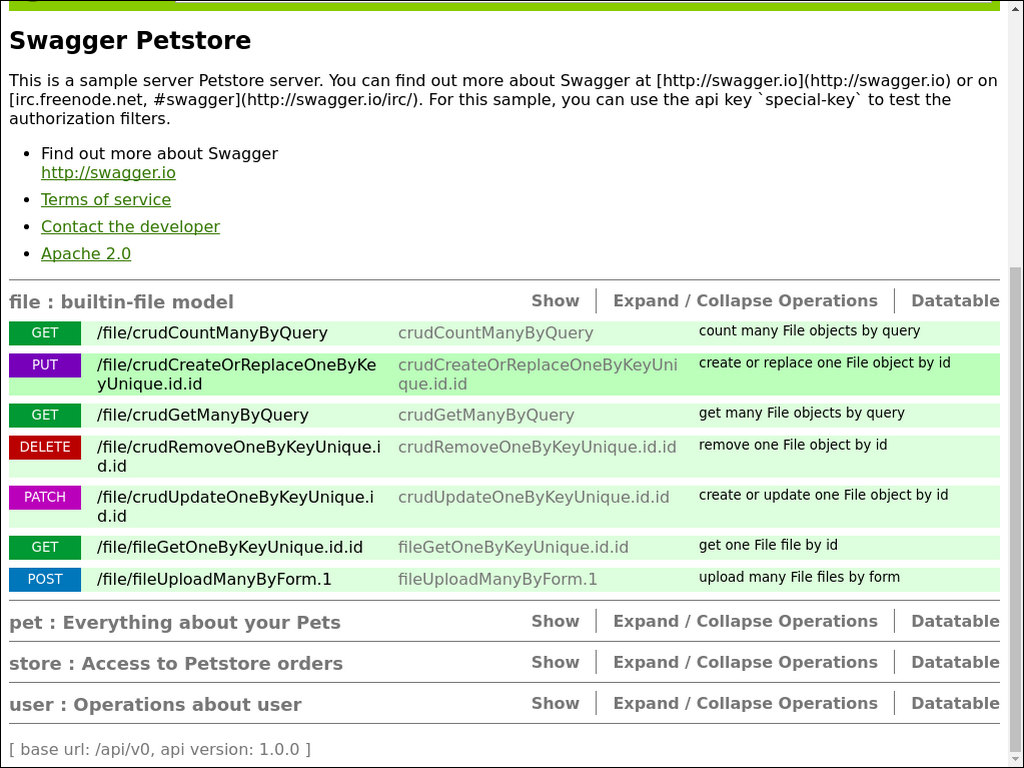 Swagger Petstore
This is a sample server Petstore server. You can find out more about Swagger at [http://swagger.io](http://swagger.io) or on
[irc.freenode.net, #swagger](http://swagger.io/irc/). For this sample, you can use the api key `special-key` to test the
authorization filters.
Find out more about Swagger
http://swagger.io
Terms of service
Contact the developer
Apache 2.0
file : builtin-file model Show Expand / Collapse Operations Datatable
GET /file/crudCountManyByQuery crudCountManyByQuery count many File objects by query
PUT /file/crudCreateOrReplaceOneByKe crudCreateOrReplaceOneByKeyUni create or replace one File object by id
yUnique.id.id que.id.id
GET /file/crudGetManyByQuery crudGetManyByQuery get many File objects by query
DELETE /file/crudRemoveOneByKeyUnique.i crudRemoveOneByKeyUnique.id.id remove one File object by id
d.id
PATCH /file/crudUpdateOneByKeyUnique.i crudUpdateOneByKeyUnique.id.id create or update one File object by id
d.id
GET /file/fileGetOneByKeyUnique.id.id fileGetOneByKeyUnique.id.id get one File file by id
POST /file/fileUploadManyByForm.1 fileUploadManyByForm.1 upload many File files by form
pet : Everything about your Pets Show Expand / Collapse Operations Datatable
store : Access to Petstore orders Show Expand / Collapse Operations Datatable
user : Operations about user Show Expand / Collapse Operations Datatable
[ base url: /api/v0, api version: 1.0.0 ]